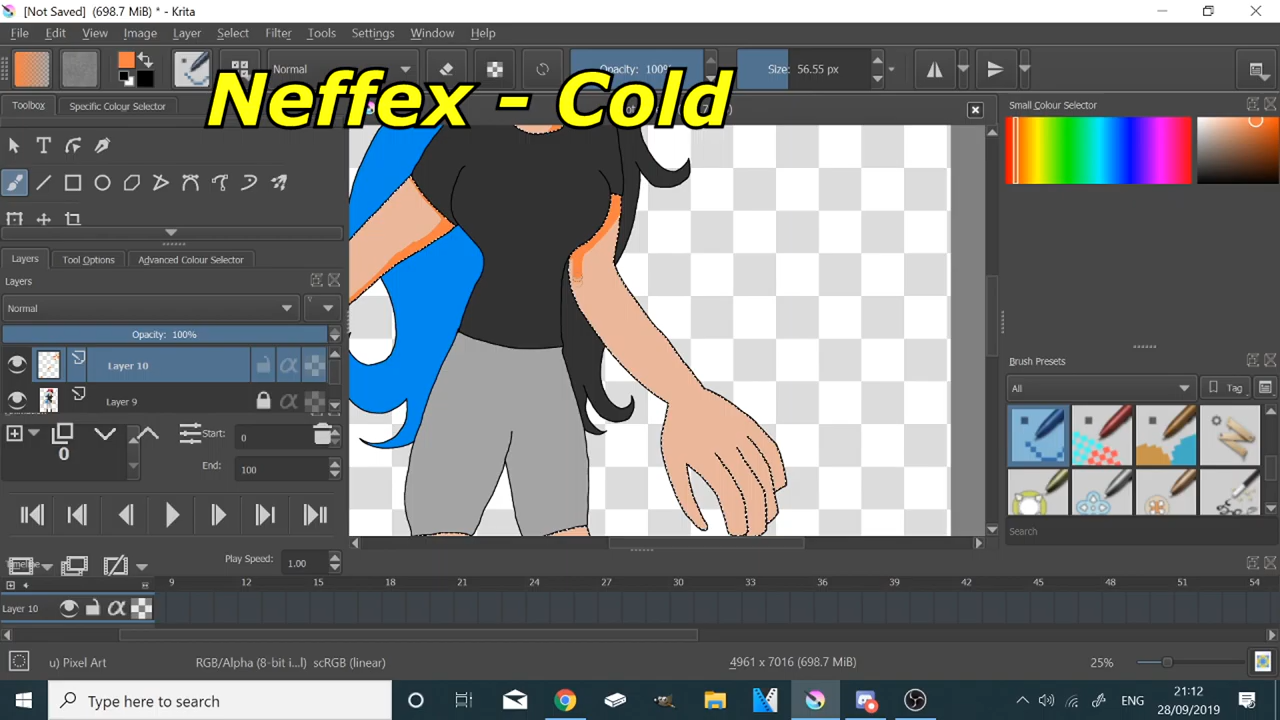 [Not Saved] (698.7 MiB) * - Krita
File Edit View Image Layer Select Filter Tools Settings Window Help
Normal
Opacity: 100%
Size: 56.55 px
Neffex - Cold
Toolbox
Specific Colour Selector
Small Colour Selector
Layers
Tool Options
Advanced Colour Selector
Layers
Normal
Opacity: 100%
Layer 10
Layer 9
Start: 0
0
End: 100
Play Speed: 1.00
Brush Presets
All
Tag
Search
9 12 15 18 21 24 27 30 33 36 39 42 45 48 51 54
Layer 10
u) Pixel Art
RGB/Alpha (8-bit i...l) scRGB (linear)
4961 x 7016 (698.7 MiB)
25%
Type here to search
ENG
21:12
28/09/2019